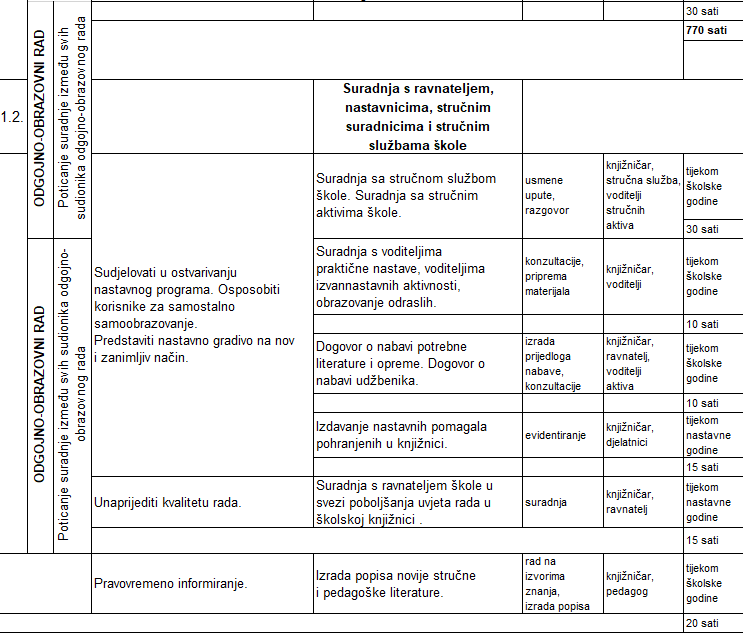 30 sati
770 sati
1.2.
ODGOJNO-OBRAZOVNI RAD
Poticanje suradnje između svih
sudionika odgojno-obrazovnog rada
Suradnja s ravnateljem,
nastavnicima, stručnim
suradnicima i stručnim
službama škole
Suradnja sa stručnom službom
škole. Suradnja sa stručnim
aktivima škole.
usmene
upute,
razgovor
knjižničar,
stručna služba,
voditelji
stručnih
aktiva
tijekom
školske
godine
30 sati
ODGOJNO-OBRAZOVNI RAD
Poticanje suradnje između svih sudionika odgojno-
obrazovnog rada
Sudjelovati u ostvarivanju
nastavnog programa. Osposobiti
korisnike za samostalno
samoobrazovanje.
Predstaviti nastavno gradivo na nov
i zanimljiv način.
Suradnja s voditeljima
praktične nastave, voditeljima
izvannastavnih aktivnosti,
obrazovanje odraslih.
konzultacije,
priprema
materijala
knjižničar,
voditelji
tijekom
školske
godine
10 sati
Dogovor o nabavi potrebne
literature i opreme. Dogovor o
nabavi udžbenika.
izrada
prijedloga
nabave,
konzultacije
knjižničar,
ravnatelj,
voditelji
aktiva
tijekom
školske
godine
10 sati
Izdavanje nastavnih pomagala
pohranjenih u knjižnici.
evidentiranje
knjižničar,
djelatnici
tijekom
nastavne
godine
15 sati
Unaprijediti kvalitetu rada.
Suradnja s ravnateljem škole u
svezi poboljšanja uvjeta rada u
školskoj knjižnici .
suradnja
knjižničar,
ravnatelj
tijekom
nastavne
godine
15 sati
Pravovremeno informiranje.
Izrada popisa novije stručne
i pedagoške literature.
rad na
izvorima
znanja,
izrada popisa
knjižničar,
pedagog
tijekom
školske
godine
20 sati